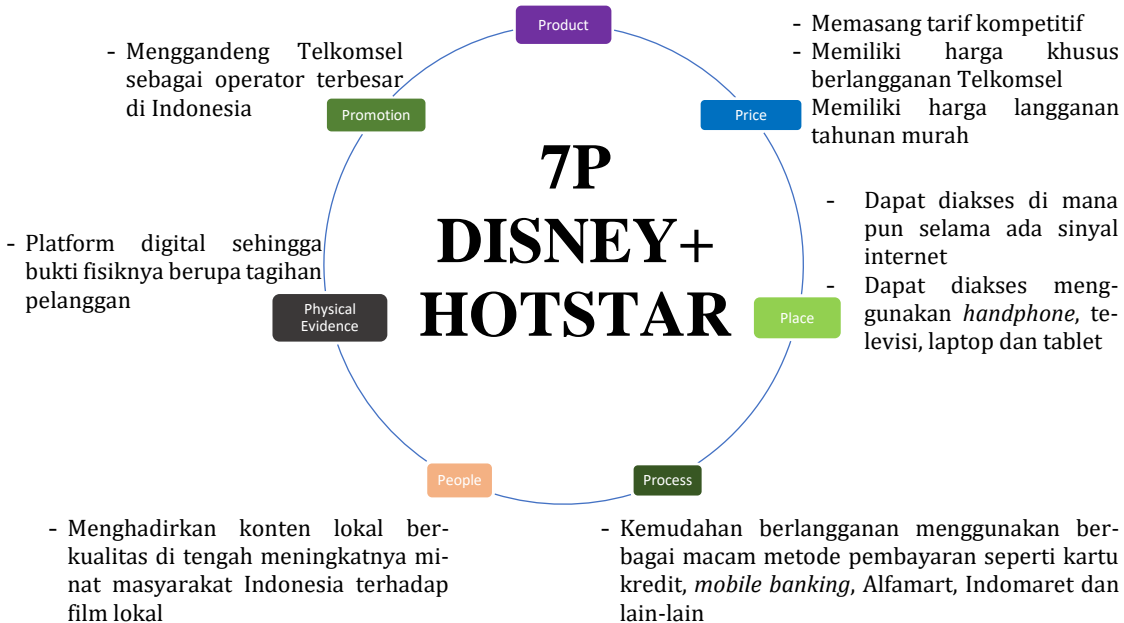 Product
- Menggandeng Telkomsel
sebagai operator terbesar
di Indonesia
Promotion
- Memasang tarif kompetitif
- Memiliki harga khusus
berlangganan Telkomsel
Memiliki harga langganan
tahunan murah
Price
7P
DISNEY+
HOTSTAR
- Dapat diakses di mana
pun selama ada sinyal
internet
- Dapat diakses meng-
gunakan handphone, te-
levisi, laptop dan tablet
Place
- Platform digital sehingga
bukti fisiknya berupa tagihan
pelanggan
Physical
Evidence
People
- Menghadirkan konten lokal ber-
kualitas di tengah meningkatnya mi-
nat masyarakat Indonesia terhadap
film lokal
Process
- Kemudahan berlangganan menggunakan ber-
bagai macam metode pembayaran seperti kartu
kredit, mobile banking, Alfamart, Indomaret dan
lain-lain